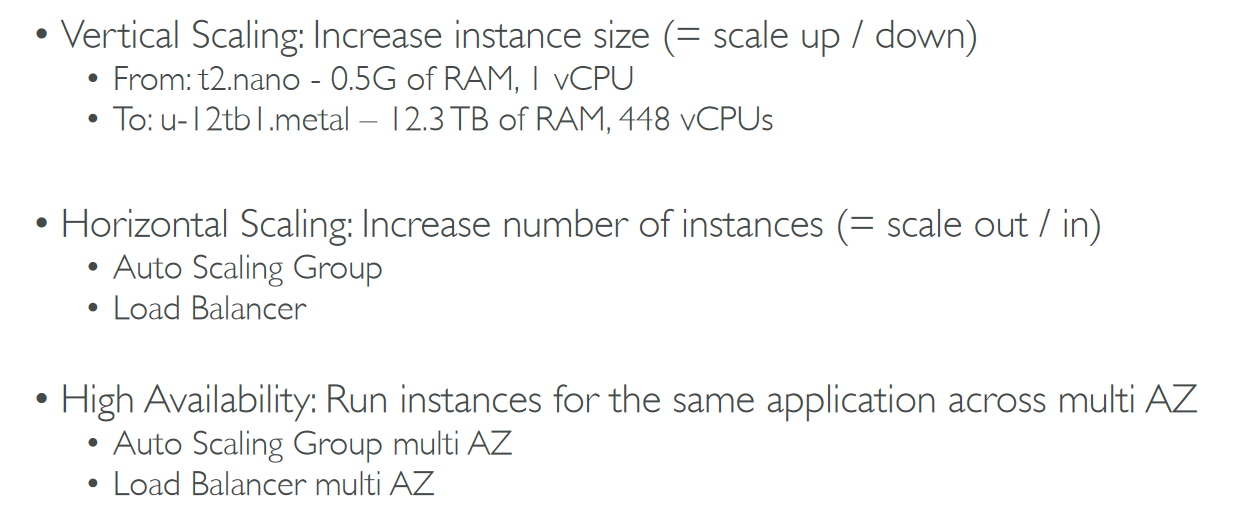 • Vertical Scaling: Increase instance size (= scale up / down)
• From: t2.nano - 0.5G of RAM, 1 vCPU
• To: u-12tb1.metal – 12.3 TB of RAM, 448 vCPUs
• Horizontal Scaling: Increase number of instances (= scale out / in)
• Auto Scaling Group
• Load Balancer
• High Availability: Run instances for the same application across multi AZ
• Auto Scaling Group multi AZ
• Load Balancer multi AZ